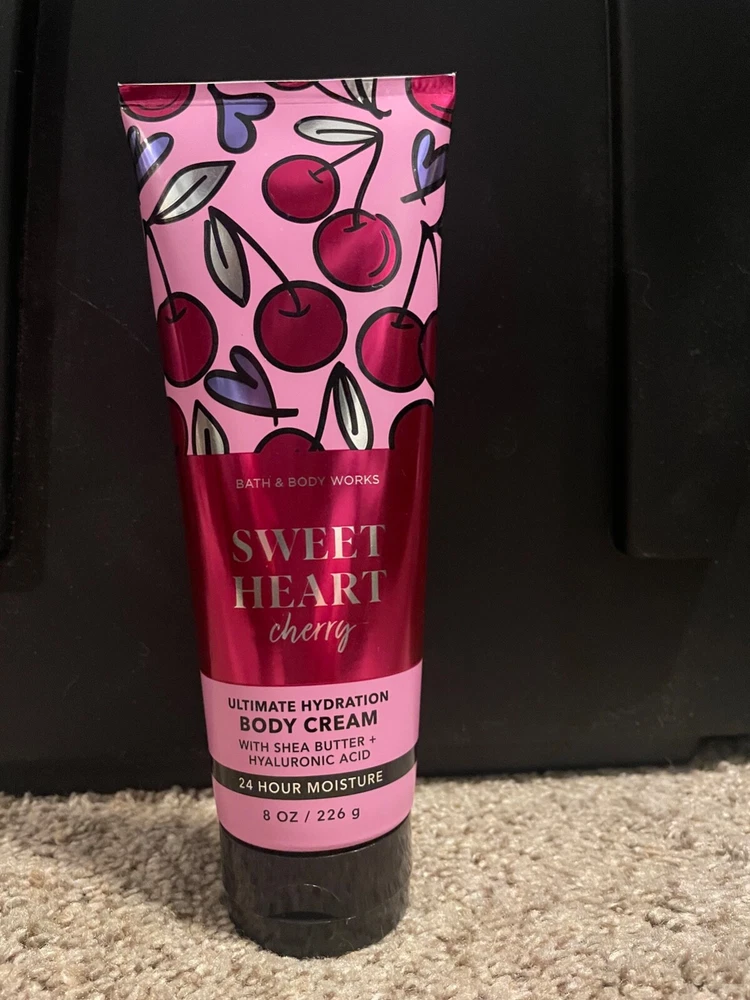 BATH & BODY WORKS
SWEET
HEART
cherry
ULTIMATE HYDRATION
BODY CREAM
WITH SHEA BUTTER +
HYALURONIC ACID
24 HOUR MOISTURE
8 OZ / 226 g